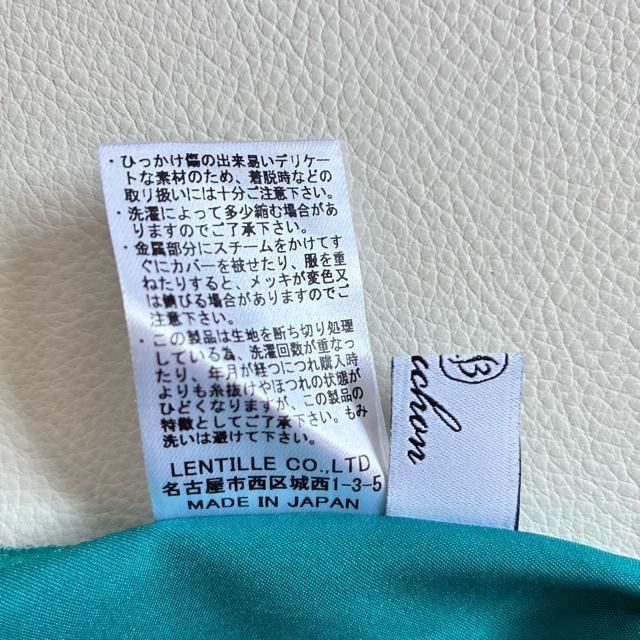 ・ひっかけ傷の出来易いデリケー
トな素材のため、着脱時などの
取り扱いには十分ご注意下さい。
・洗濯によって多少縮む場合があ
りますのでご了承下さい。
・金属部分にスチームをかけてす
ぐにカバーを被せたり、服を重
ねたりすると、メッキが変色又
は錆びる場合がありますのでご
注意下さい。
・この製品は生地を断ち切り処理
している為、洗濯回数が重なっ
たり、年月が経つにつれ購入時
よりも糸抜けやほつれの状態が
ひどくなりますが、この製品の
特徴としてご了承下さい。もみ
洗いは避けて下さい。
LENTILLE CO.,LTD
名古屋市西区城西1-3-5
MADE IN JAPAN
achon